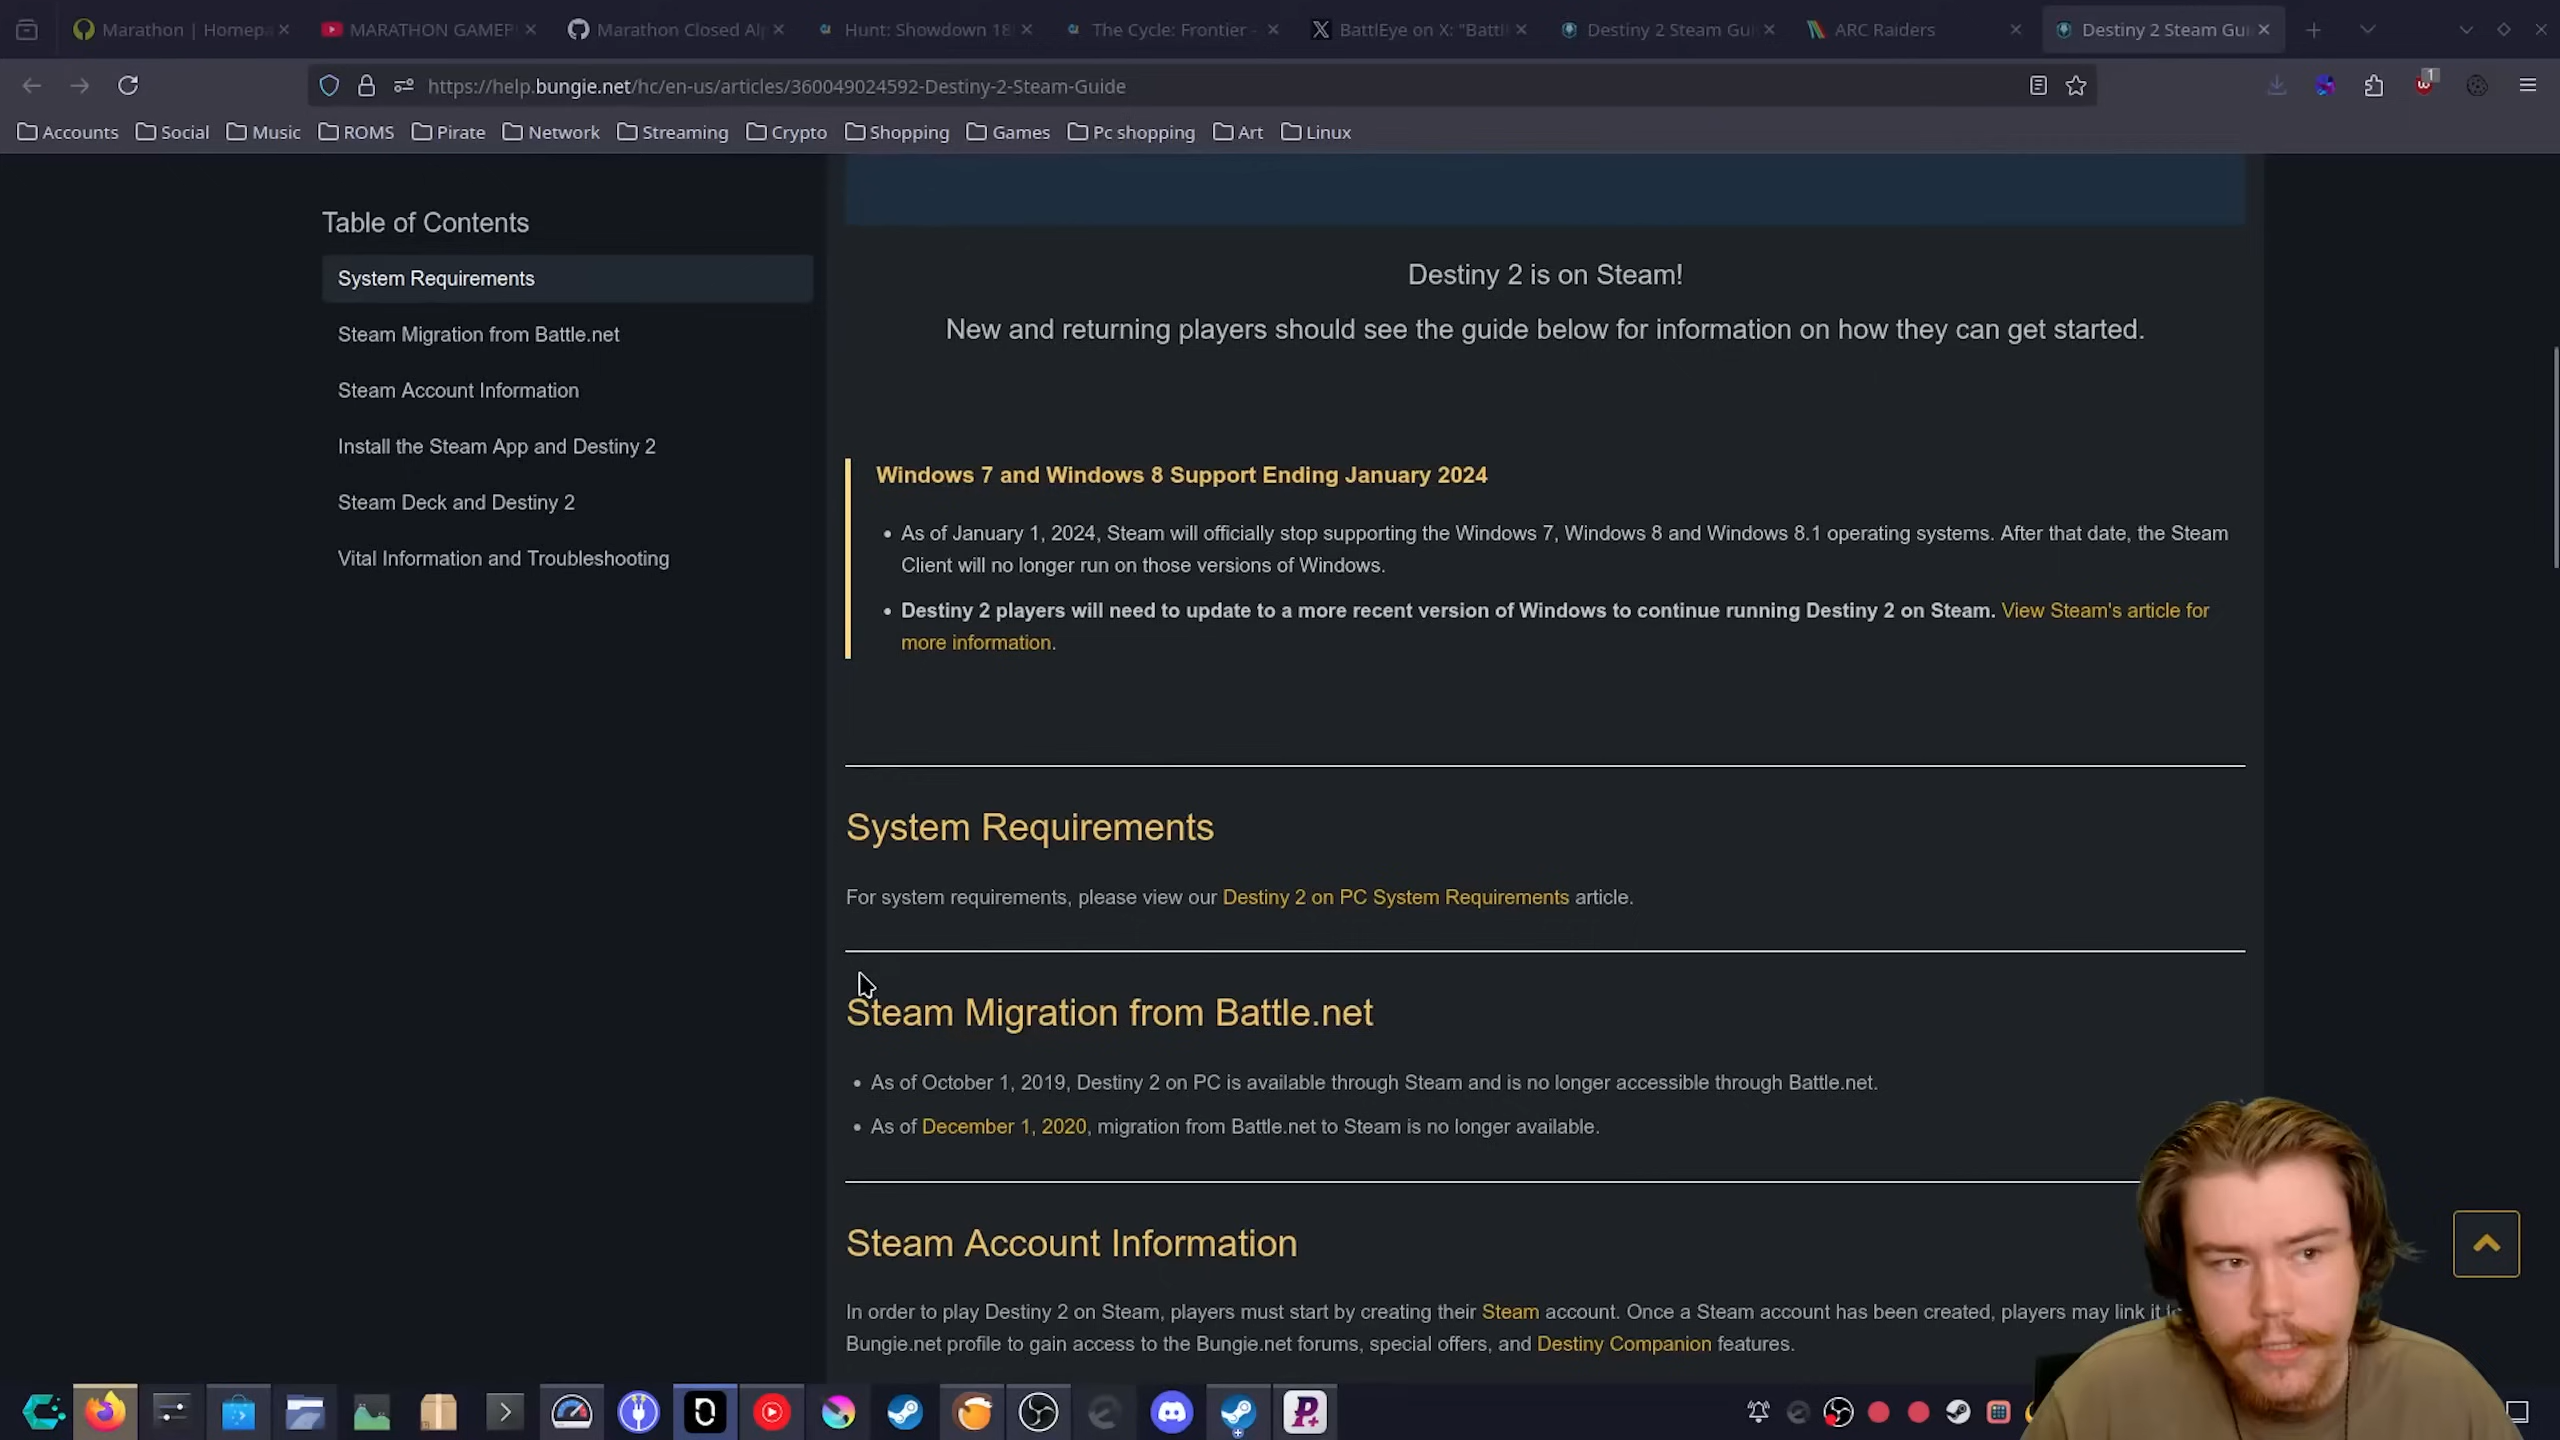 Marathon | Homepa
MARATHON GAMEP
Marathon Closed Al
Hunt: Showdown 18
The Cycle: Frontier -
BattlEye on X: "Battl
Destiny 2 Steam Gui
ARC Raiders
Destiny 2 Steam Gui
https://help.bungie.net/hc/en-us/articles/360049024592-Destiny-2-Steam-Guide
1
Accounts
Social
Music
ROMS
Pirate
Network
Streaming
Crypto
Shopping
Games
Pc shopping
Art
Linux
Table of Contents
System Requirements
Steam Migration from Battle.net
Steam Account Information
Install the Steam App and Destiny 2
Steam Deck and Destiny 2
Vital Information and Troubleshooting
Destiny 2 is on Steam!
New and returning players should see the guide below for information on how they can get started.
Windows 7 and Windows 8 Support Ending January 2024
• As of January 1, 2024, Steam will officially stop supporting the Windows 7, Windows 8 and Windows 8.1 operating systems. After that date, the Steam
Client will no longer run on those versions of Windows.
• Destiny 2 players will need to update to a more recent version of Windows to continue running Destiny 2 on Steam. View Steam's article for
more information.
System Requirements
For system requirements, please view our Destiny 2 on PC System Requirements article.
Steam Migration from Battle.net
• As of October 1, 2019, Destiny 2 on PC is available through Steam and is no longer accessible through Battle.net.
• As of December 1, 2020, migration from Battle.net to Steam is no longer available.
Steam Account Information
In order to play Destiny 2 on Steam, players must start by creating their Steam account. Once a Steam account has been created, players may link it
Bungie.net profile to gain access to the Bungie.net forums, special offers, and Destiny Companion features.